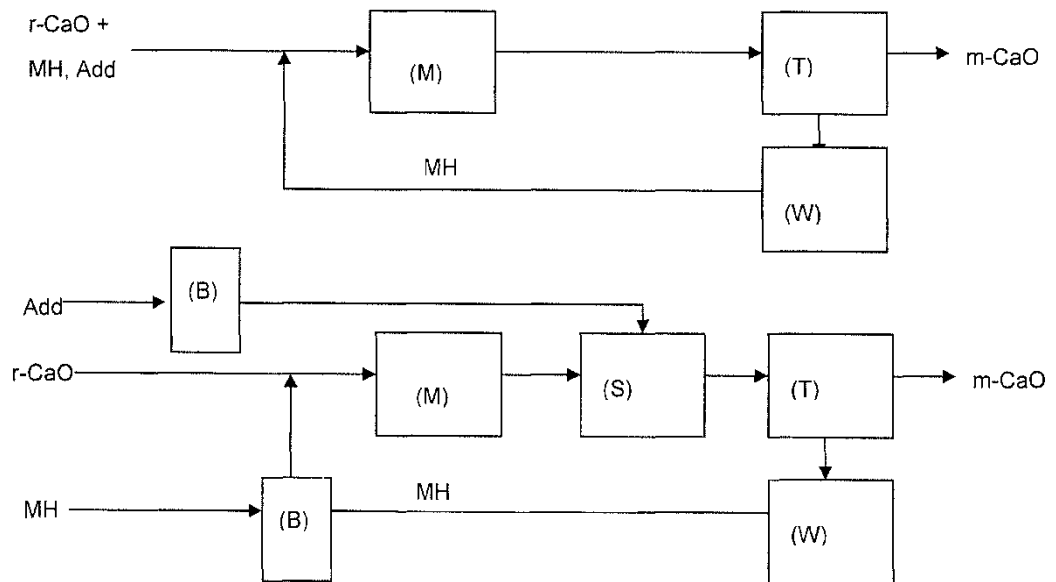 r-CaO +
MH, Add
(M)
(T)
m-CaO
MH
(W)
Add
(B)
r-CaO
(M)
(S)
(T)
m-CaO
MH
(B)
MH
(W)